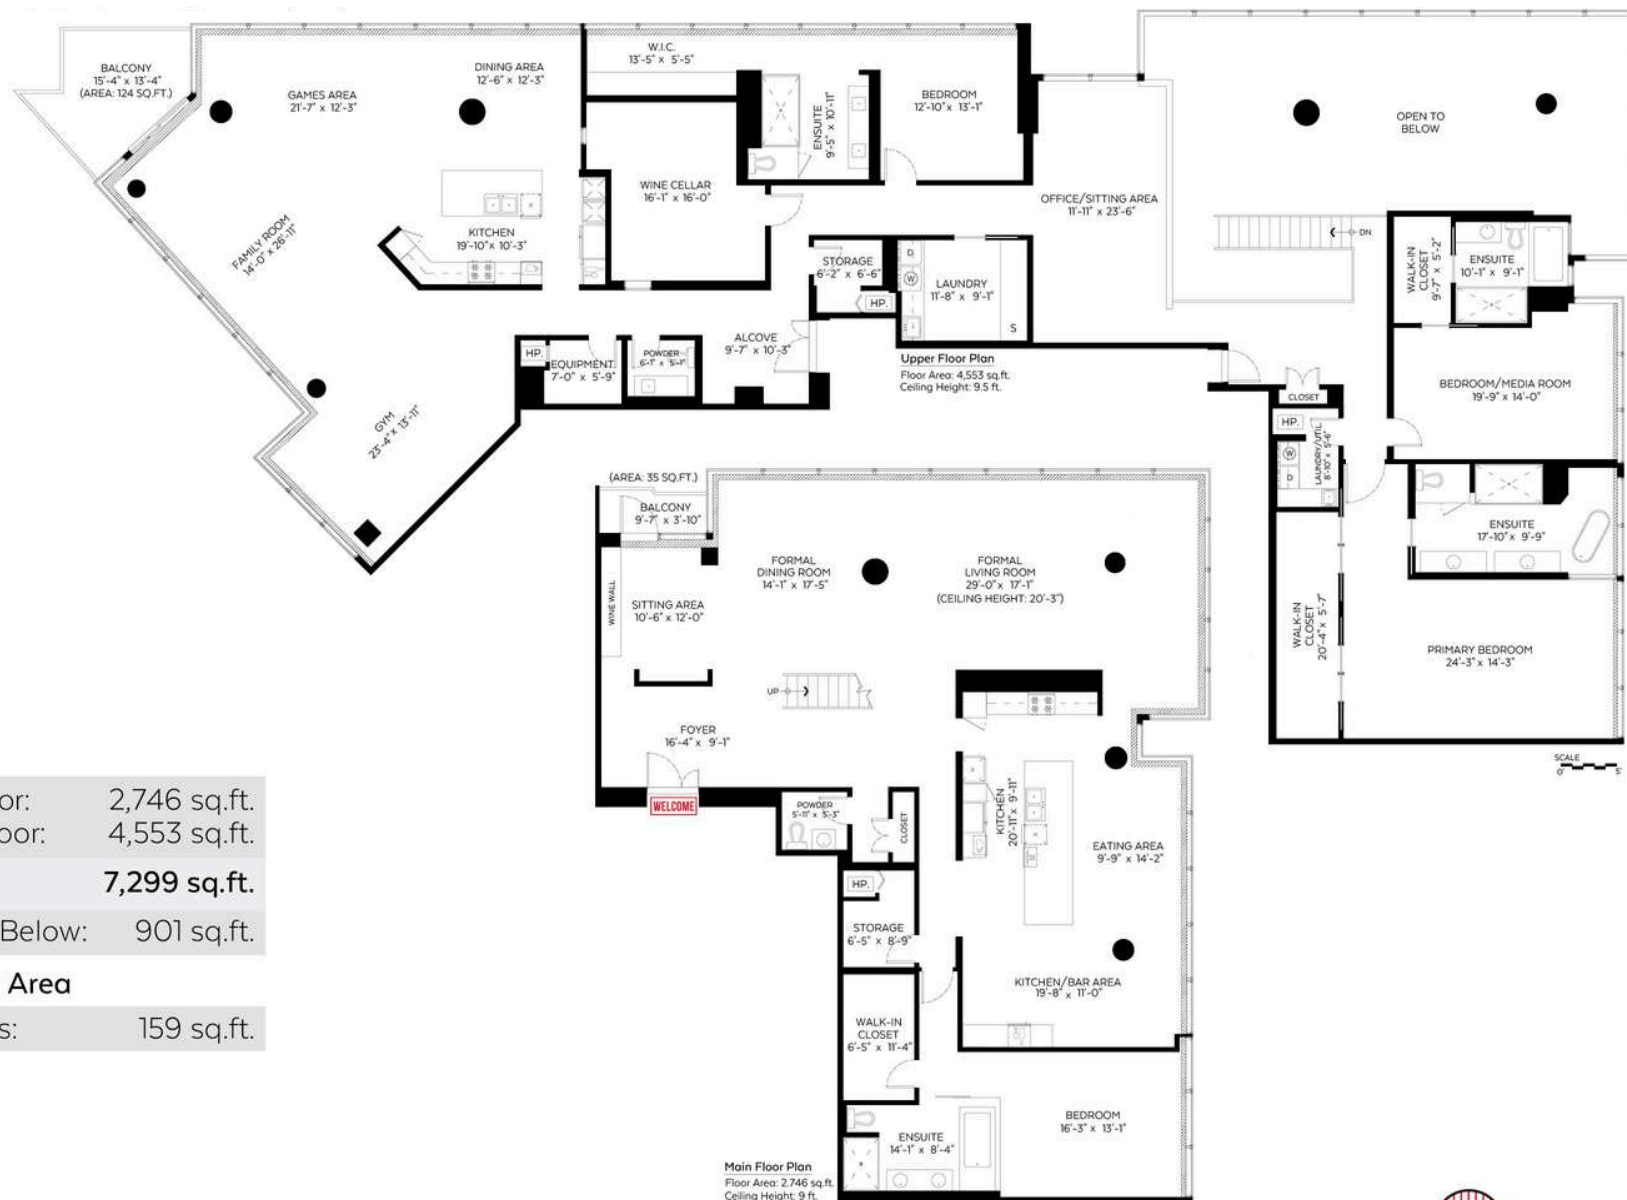 BALCONY
15'-4" x 13'-4"
(AREA: 124 SQ.FT.)
GAMES AREA
21'-7" x 12'-3"
DINING AREA
12'-6" x 12'-3"
W.I.C.
13'-5" x 5'-5"
ENSUITE
9'-5" x 10'-11"
BEDROOM
12'-10" x 13'-1"
OPEN TO
BELOW
WINE CELLAR
16'-1" x 16'-0"
OFFICE/SITTING AREA
11'-11" x 23'-6"
DN
FAMILY ROOM
14'-0" x 26'-11"
KITCHEN
19'-10" x 10'-3"
STORAGE
6'-2" x 6'-6"
HP.
D
W
LAUNDRY
11'-8" x 9'-1"
S
WALK-IN
CLOSET
9'-7" x 5'-2"
ENSUITE
10'-1" x 9'-1"
ALCOVE
9'-7" x 10'-3"
HP.
EQUIPMENT
7'-0" x 5'-9"
POWDER
6'-1" x 5'-1"
Upper Floor Plan
Floor Area: 4,553 sq.ft.
Ceiling Height: 9.5 ft.
BEDROOM/MEDIA ROOM
19'-9" x 14'-0"
CLOSET
HP.
LAUNDRY/UTIL.
8'-10" x 5'-6"
W
D
GYM
23'-4" x 13'-11"
ENSUITE
17'-10" x 9'-9"
WALK-IN
CLOSET
20'-4" x 5'-7"
PRIMARY BEDROOM
24'-3" x 14'-3"
SCALE
0' 5'
(AREA: 35 SQ.FT.)
BALCONY
9'-7" x 3'-10"
FORMAL
DINING ROOM
14'-1" x 17'-5"
FORMAL
LIVING ROOM
29'-0" x 17'-1"
(CEILING HEIGHT: 20'-3")
WINE WALL
SITTING AREA
10'-6" x 12'-0"
UP
FOYER
16'-4" x 9'-1"
WELCOME
POWDER
5'-11" x 5'-3"
CLOSET
KITCHEN
20'-11" x 9'-11"
EATING AREA
9'-9" x 14'-2"
HP.
STORAGE
6'-5" x 8'-9"
KITCHEN/BAR AREA
19'-8" x 11'-0"
WALK-IN
CLOSET
6'-5" x 11'-4"
BEDROOM
16'-3" x 13'-1"
ENSUITE
14'-1" x 8'-4"
Main Floor Plan
Floor Area: 2,746 sq.ft.
Ceiling Height: 9 ft.
or: 2,746 sq.ft.
oor: 4,553 sq.ft.
7,299 sq.ft.
Below: 901 sq.ft.
Area
s: 159 sq.ft.